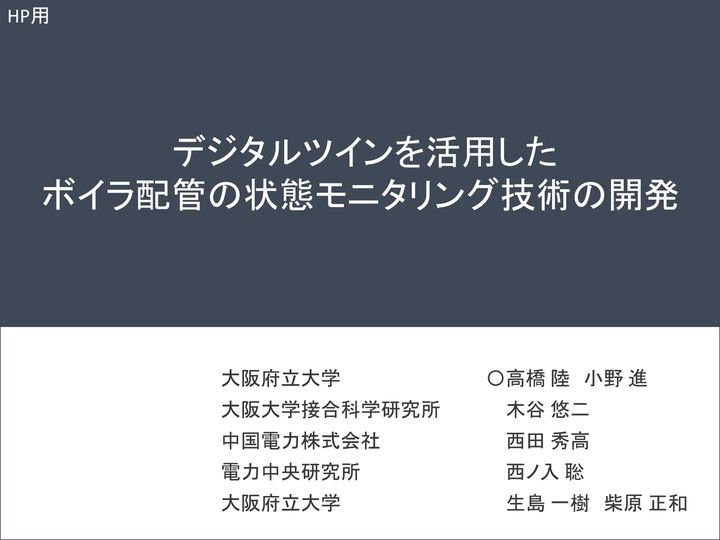 HP用
デジタルツインを活用した
ボイラ配管の状態モニタリング技術の開発
大阪府立大学 〇高橋 陸 小野 進
大阪大学接合科学研究所 木谷 悠二
中国電力株式会社 西田 秀高
電力中央研究所 西ノ入 聡
大阪府立大学 生島 一樹 柴原 正和